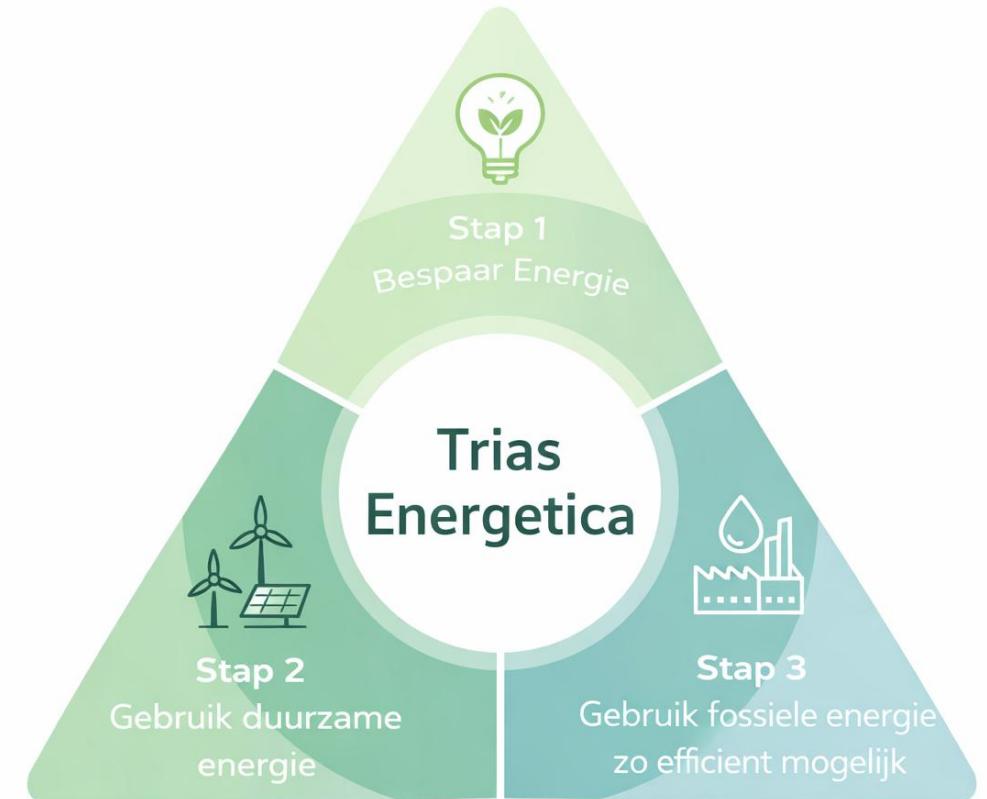 Stap 1
Bespaar Energie
Trias
Energetica
Stap 2
Gebruik duurzame
energie
Stap 3
Gebruik fossiele energie
zo efficient mogelijk